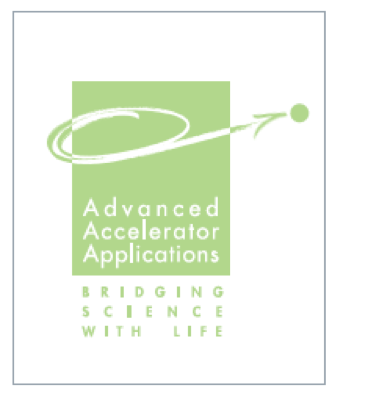 Advanced
Accelerator
Applications
BRIDGING
SCIENCE
WITH LIFE